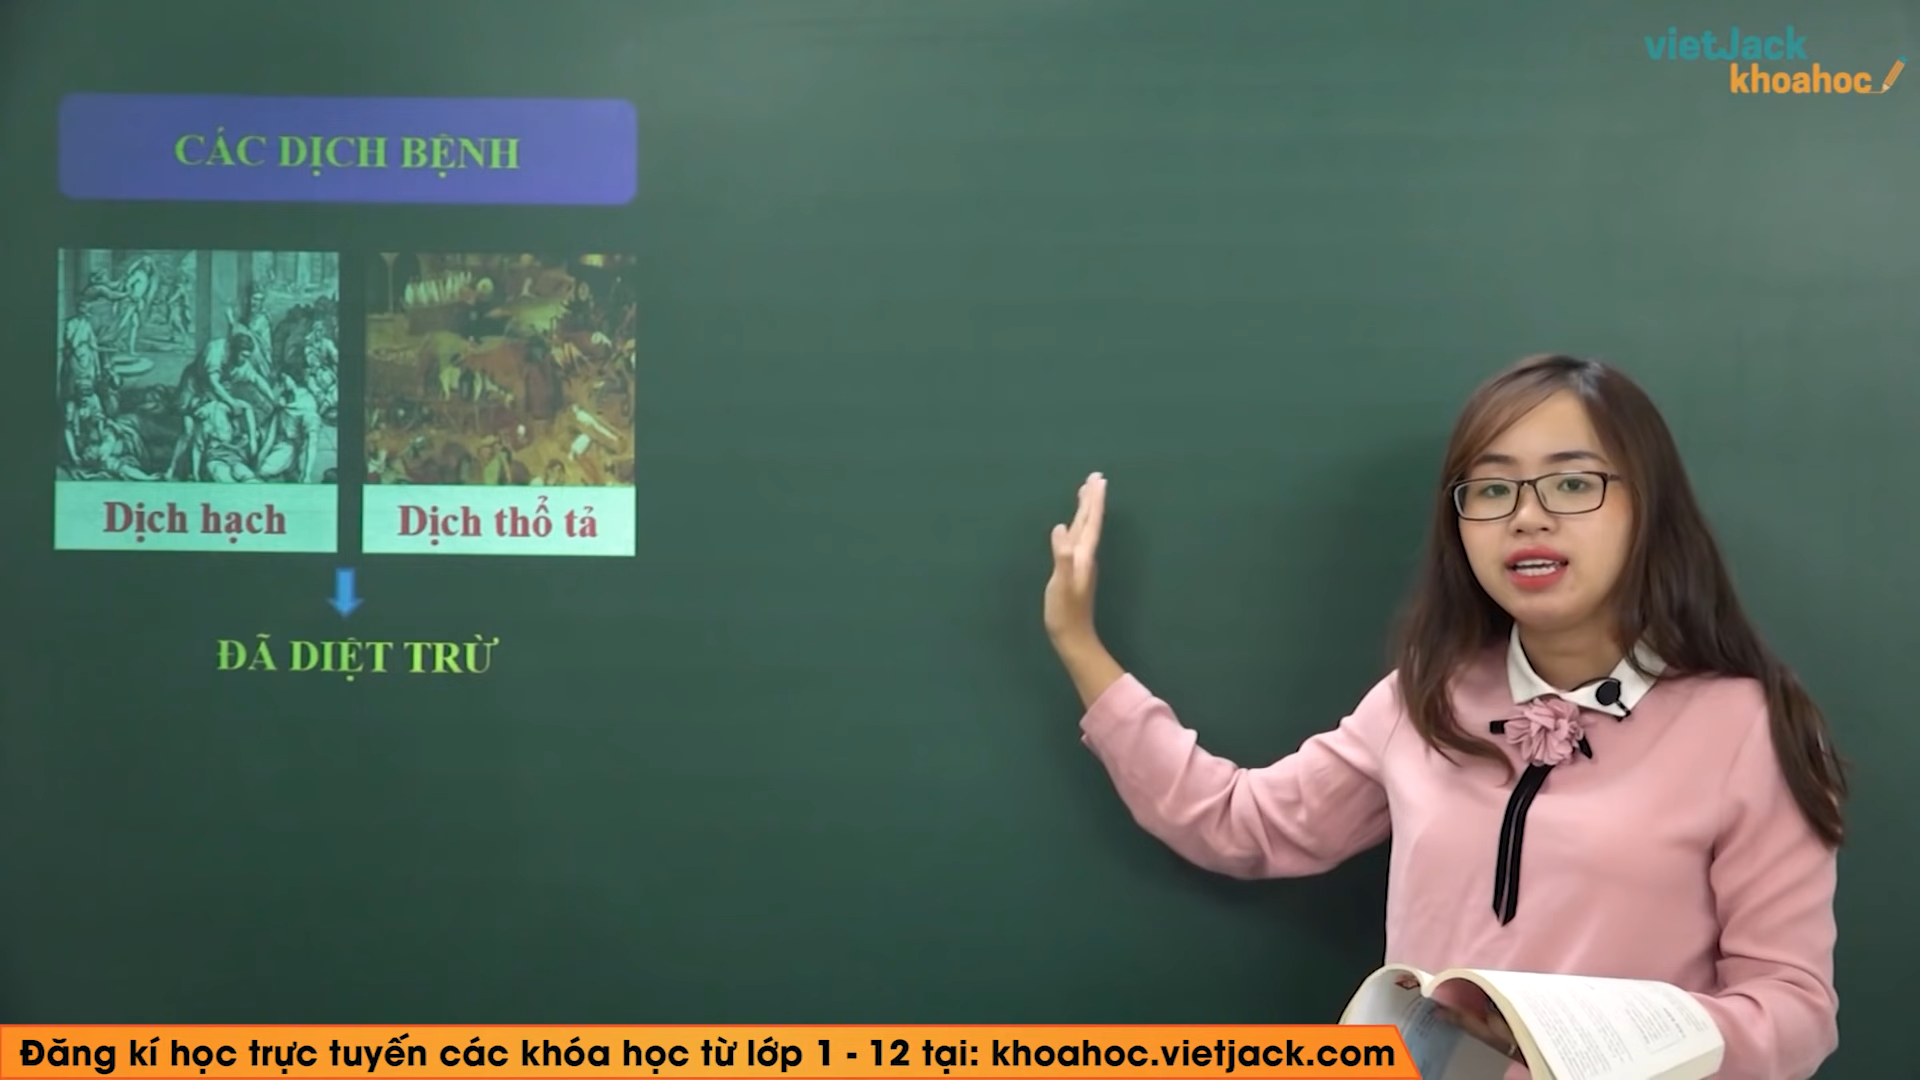 vietJack
khoahoc
CÁC DỊCH BỆNH
Dịch hạch
Dịch thổ tả
ĐÃ DIỆT TRỪ
Đăng kí học trực tuyến các khóa học từ lớp 1 - 12 tại: khoahoc.vietjack.com